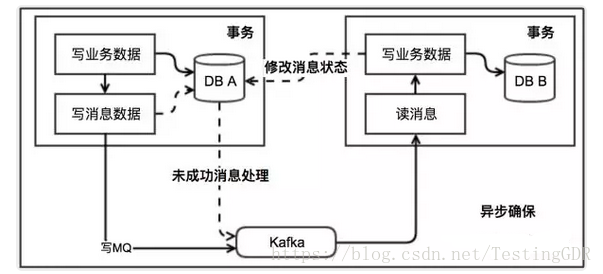 事务
写业务数据
DB A
写消息数据
修改消息状态
事务
写业务数据
DB B
读消息
未成功消息处理
写MQ
Kafka
异步确保
https://blog.csdn.net/TestingGDR